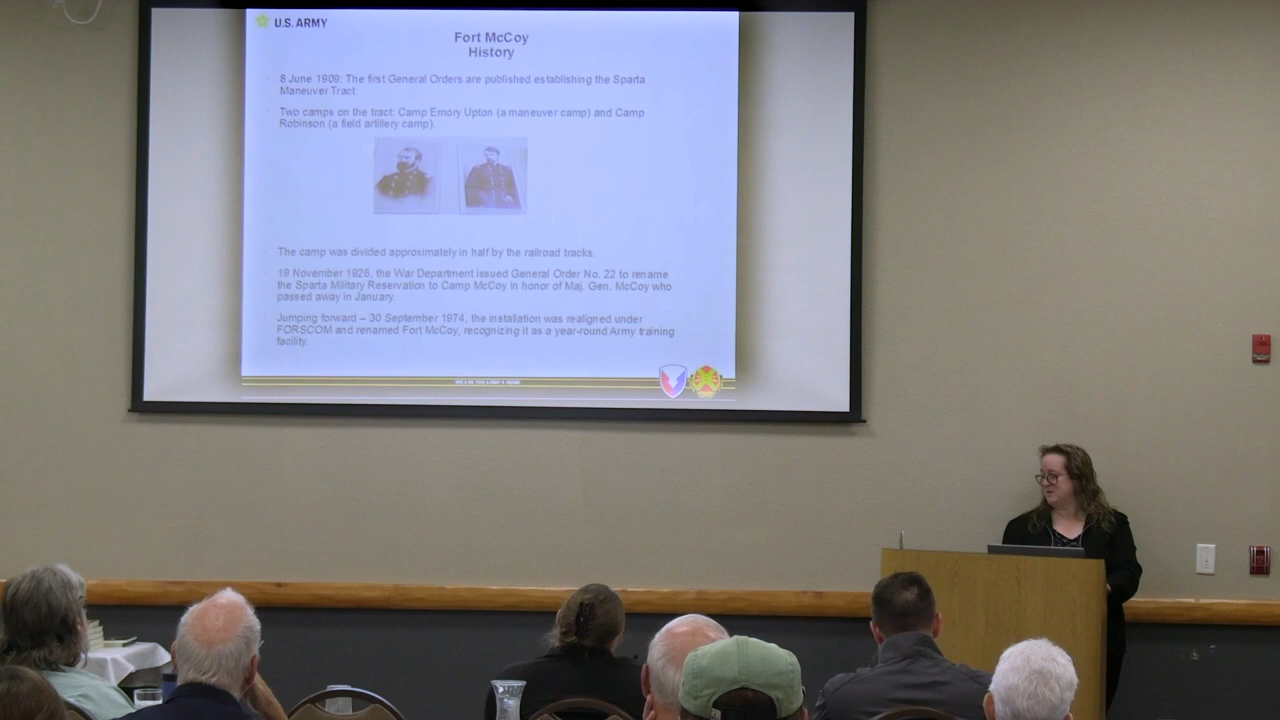 U.S. ARMY
Fort McCoy
History
8 June 1909: The first General Orders are published establishing the Sparta
Maneuver Tract.
Two camps on the tract: Camp Emory Upton (a maneuver camp) and Camp
Robinson (a field artillery camp).
The camp was divided approximately in half by the railroad tracks.
19 November 1926, the War Department issued General Order No. 22 to rename
the Sparta Military Reservation to Camp McCoy in honor of Maj. Gen. McCoy who
passed away in January.
Jumping forward – 30 September 1974, the installation was realigned under
FORSCOM and renamed Fort McCoy, recognizing it as a year-round Army training
facility.
WE ARE THE ARMY'S HOME